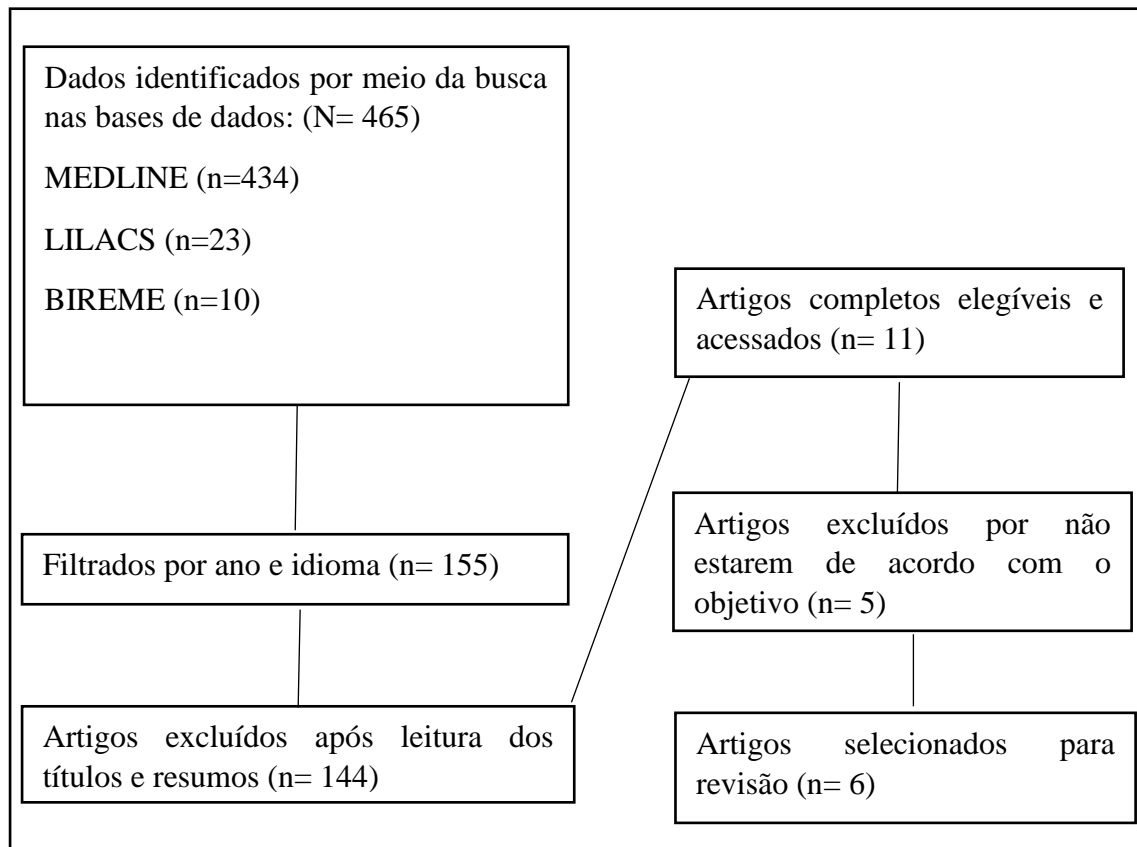 Dados identificados por meio da busca
nas bases de dados: (N= 465)
MEDLINE (n=434)
LILACS (n=23)
BIREME (n=10)
Filtrados por ano e idioma (n= 155)
Artigos excluídos após leitura dos
títulos e resumos (n= 144)
Artigos completos elegíveis e
acessados (n= 11)
Artigos excluídos por não
estarem de acordo com o
objetivo (n= 5)
Artigos selecionados para
revisão (n= 6)